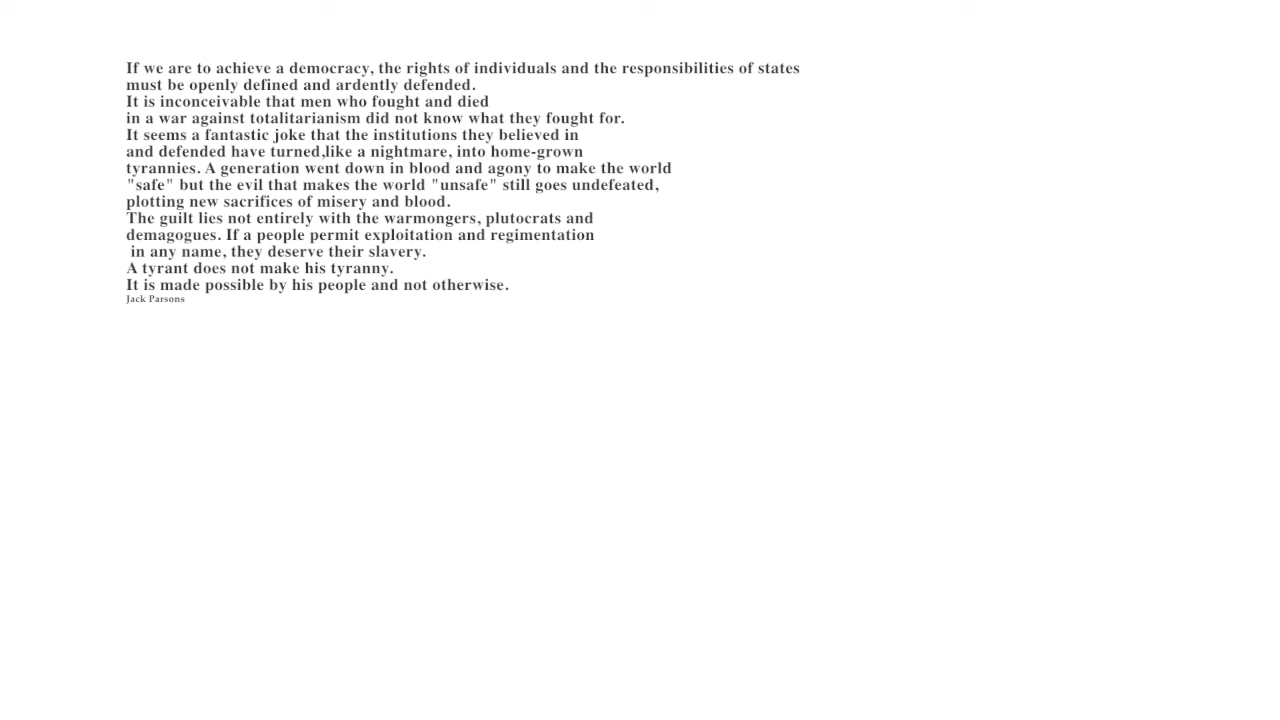 If we are to achieve a democracy, the rights of individuals and the responsibilities of states
must be openly defined and ardently defended.
It is inconceivable that men who fought and died
in a war against totalitarianism did not know what they fought for.
It seems a fantastic joke that the institutions they believed in
and defended have turned,like a nightmare, into home-grown
tyrannies. A generation went down in blood and agony to make the world
"safe" but the evil that makes the world "unsafe" still goes undefeated,
plotting new sacrifices of misery and blood.
The guilt lies not entirely with the warmongers, plutocrats and
demagogues. If a people permit exploitation and regimentation
in any name, they deserve their slavery.
A tyrant does not make his tyranny.
It is made possible by his people and not otherwise.
Jack Parsons